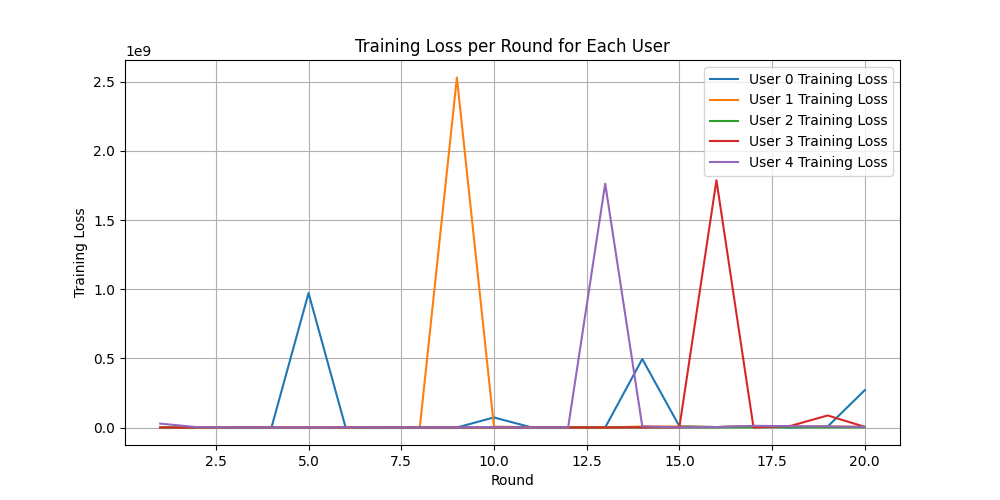 Training Loss per Round for Each User
1e9
2.5
2.0
1.5
1.0
0.5
0.0
Training Loss
User 0 Training Loss
User 1 Training Loss
User 2 Training Loss
User 3 Training Loss
User 4 Training Loss
2.5 5.0 7.5 10.0 12.5 15.0 17.5 20.0
Round